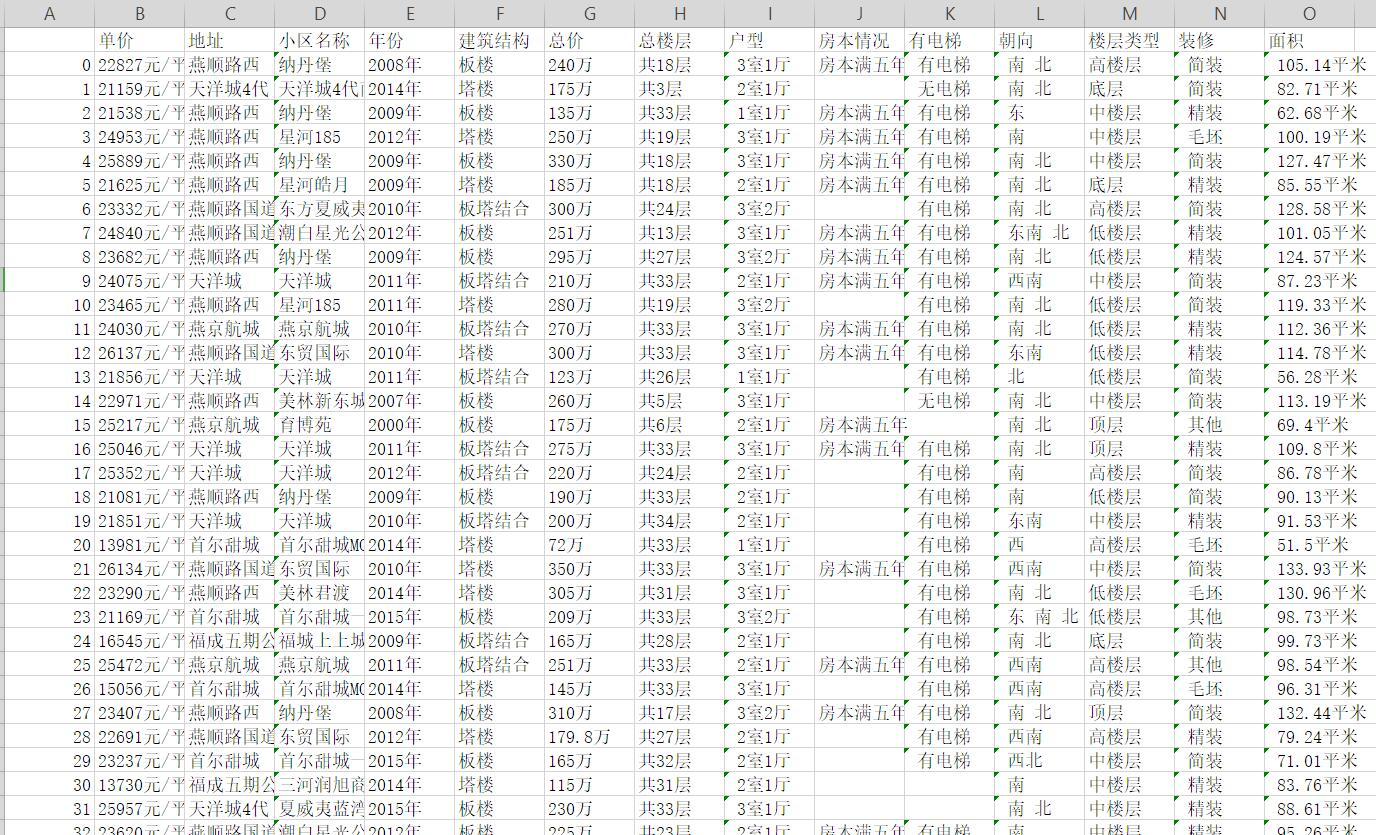 A B C D E F G H I J K L M N O
单价 地址 小区名称 年份 建筑结构 总价 总楼层 户型 房本情况 有电梯 朝向 楼层类型 装修 面积
0 22827元/平 燕顺路西 纳丹堡 2008年 板楼 240万 共18层 3室1厅 房本满五年 有电梯 南 北 高楼层 简装 105.14平米
1 21159元/平 天洋城4代 天洋城4代 2014年 塔楼 175万 共3层 2室1厅 无电梯 南 北 底层 简装 82.71平米
2 21538元/平 燕顺路西 纳丹堡 2009年 板楼 135万 共33层 1室1厅 房本满五年 有电梯 东 中楼层 精装 62.68平米
3 24953元/平 燕顺路西 星河185 2012年 塔楼 250万 共19层 3室1厅 房本满五年 有电梯 南 中楼层 毛坯 100.19平米
4 25889元/平 燕顺路西 纳丹堡 2009年 板楼 330万 共18层 3室1厅 房本满五年 有电梯 南 北 中楼层 简装 127.47平米
5 21625元/平 燕顺路西 星河皓月 2009年 塔楼 185万 共18层 2室1厅 房本满五年 有电梯 南 北 底层 精装 85.55平米
6 23332元/平 燕顺路国道 东方夏威夷 2010年 板塔结合 300万 共24层 3室2厅 有电梯 南 北 高楼层 简装 128.58平米
7 24840元/平 燕顺路国道 潮白星光公 2012年 板楼 251万 共13层 3室1厅 房本满五年 有电梯 东南 北 低楼层 精装 101.05平米
8 23682元/平 燕顺路西 纳丹堡 2009年 板楼 295万 共27层 3室2厅 房本满五年 有电梯 南 北 低楼层 精装 124.57平米
9 24075元/平 天洋城 天洋城 2011年 板塔结合 210万 共33层 2室1厅 房本满五年 有电梯 西南 中楼层 简装 87.23平米
10 23465元/平 燕顺路西 星河185 2011年 塔楼 280万 共19层 3室2厅 有电梯 南 北 低楼层 简装 119.33平米
11 24030元/平 燕京航城 燕京航城 2010年 板塔结合 270万 共33层 3室1厅 房本满五年 有电梯 南 北 低楼层 精装 112.36平米
12 26137元/平 燕顺路国道 东贸国际 2010年 塔楼 300万 共33层 3室1厅 房本满五年 有电梯 东南 低楼层 精装 114.78平米
13 21856元/平 天洋城 天洋城 2011年 板塔结合 123万 共26层 1室1厅 有电梯 北 低楼层 简装 56.28平米
14 22971元/平 燕顺路西 美林新东城 2007年 板楼 260万 共5层 3室1厅 无电梯 南 北 中楼层 简装 113.19平米
15 25217元/平 燕京航城 育博苑 2000年 板楼 175万 共6层 2室1厅 房本满五年 南 北 顶层 其他 69.4平米
16 25046元/平 天洋城 天洋城 2011年 板塔结合 275万 共33层 3室1厅 房本满五年 有电梯 南 北 顶层 精装 109.8平米
17 25352元/平 天洋城 天洋城 2012年 板塔结合 220万 共24层 2室1厅 有电梯 南 高楼层 简装 86.78平米
18 21081元/平 燕顺路西 纳丹堡 2009年 板楼 190万 共33层 2室1厅 有电梯 南 低楼层 简装 90.13平米
19 21851元/平 天洋城 天洋城 2010年 板塔结合 200万 共34层 2室1厅 有电梯 东南 中楼层 精装 91.53平米
20 13981元/平 首尔甜城 首尔甜城MO 2014年 塔楼 72万 共33层 1室1厅 有电梯 西 高楼层 毛坯 51.5平米
21 26134元/平 燕顺路国道 东贸国际 2010年 塔楼 350万 共33层 3室1厅 房本满五年 有电梯 西南 中楼层 简装 133.93平米
22 23290元/平 燕顺路西 美林君渡 2014年 塔楼 305万 共31层 3室1厅 有电梯 南 北 低楼层 毛坯 130.96平米
23 21169元/平 首尔甜城 首尔甜城一 2015年 板楼 209万 共33层 3室2厅 有电梯 东 南 北 低楼层 其他 98.73平米
24 16545元/平 福成五期公 福城上上城 2009年 板塔结合 165万 共28层 2室1厅 有电梯 南 北 底层 简装 99.73平米
25 25472元/平 燕京航城 燕京航城 2011年 板塔结合 251万 共33层 2室1厅 房本满五年 有电梯 西南 高楼层 其他 98.54平米
26 15056元/平 首尔甜城 首尔甜城MO 2014年 塔楼 145万 共33层 3室1厅 有电梯 西南 高楼层 毛坯 96.31平米
27 23407元/平 燕顺路西 纳丹堡 2008年 板楼 310万 共17层 3室2厅 房本满五年 有电梯 南 北 顶层 简装 132.44平米
28 22691元/平 燕顺路国道 东贸国际 2012年 塔楼 179.8万 共27层 2室1厅 有电梯 西南 高楼层 精装 79.24平米
29 23237元/平 首尔甜城 首尔甜城一 2015年 板楼 165万 共32层 2室1厅 有电梯 西北 中楼层 简装 71.01平米
30 13730元/平 福成五期公 三河润旭商 2014年 塔楼 115万 共31层 2室1厅 南 中楼层 精装 83.76平米
31 25957元/平 天洋城4代 夏威夷蓝湾 2015年 板楼 230万 共33层 3室1厅 南 北 中楼层 精装 88.61平米
32 23620元/平 燕顺路国道 潮白星光公 2012年 板楼 225万 共23层 2室1厅 房本满五年 有电梯 南 中楼层 精装 95.26平米